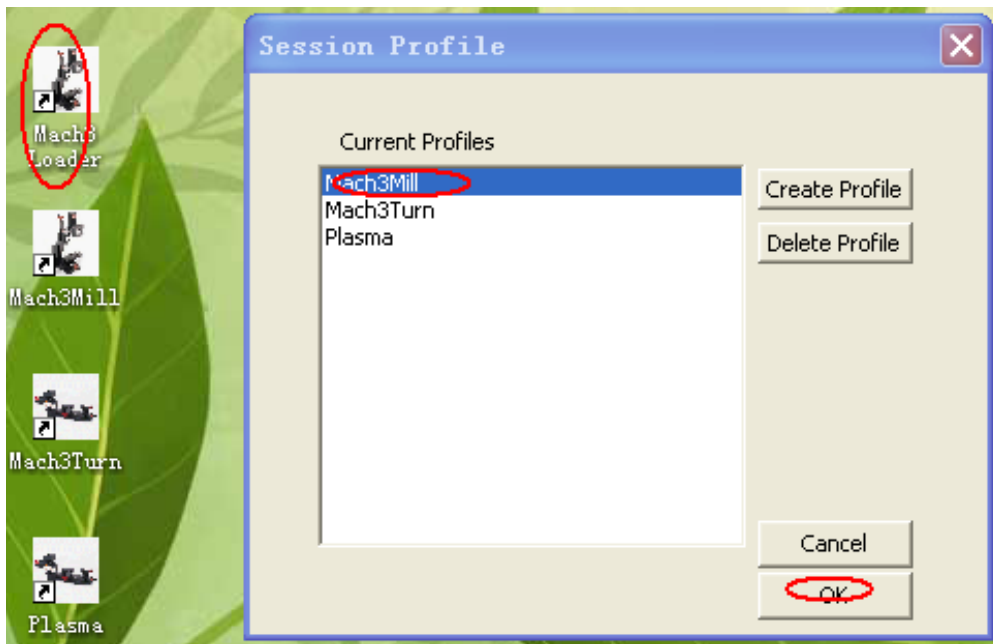 Mach3
Loader
Mach3Mill
Mach3Turn
Plasma
Session Profile
Current Profiles
Mach3Mill
Mach3Turn
Plasma
Create Profile
Delete Profile
Cancel
OK